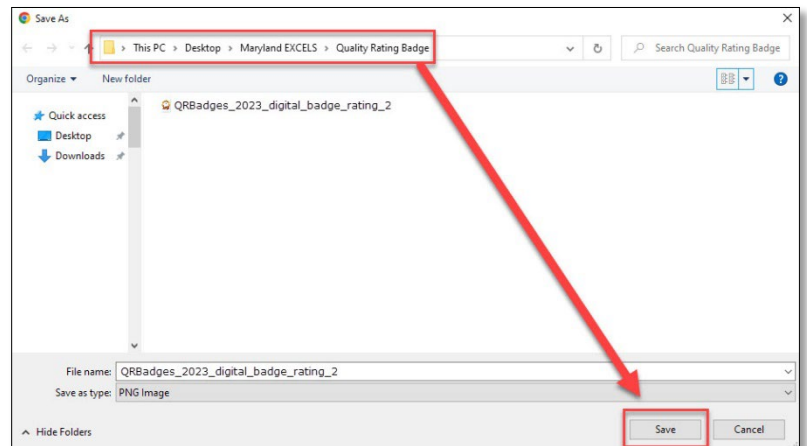 Save As
This PC > Desktop > Maryland EXCELS > Quality Rating Badge
Search Quality Rating Badge
Organize
New folder
Quick access
QRBadges_2023_digital_badge_rating_2
Desktop
Downloads
File name: QRBadges_2023_digital_badge_rating_2
Save as type: PNG Image
Hide Folders
Save
Cancel